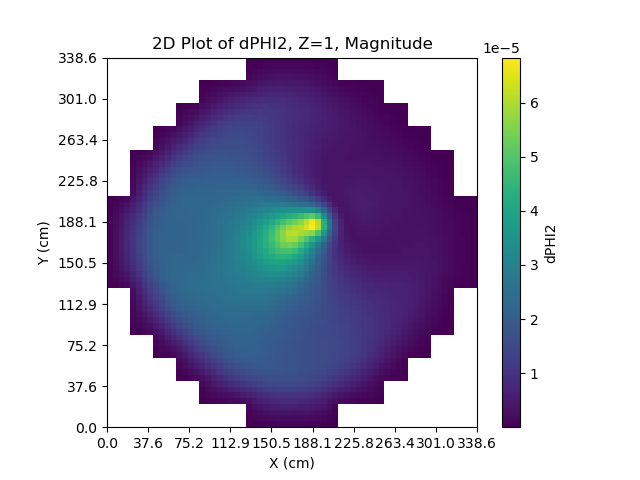 2D Plot of dPHI2, Z=1, Magnitude
1e−5
338.6
301.0
263.4
225.8
188.1
150.5
112.9
75.2
37.6
0.0
Y (cm)
0.0 37.6 75.2 112.9 150.5 188.1 225.8 263.4 301.0 338.6
X (cm)
6
5
4
3
2
1
dPHI2